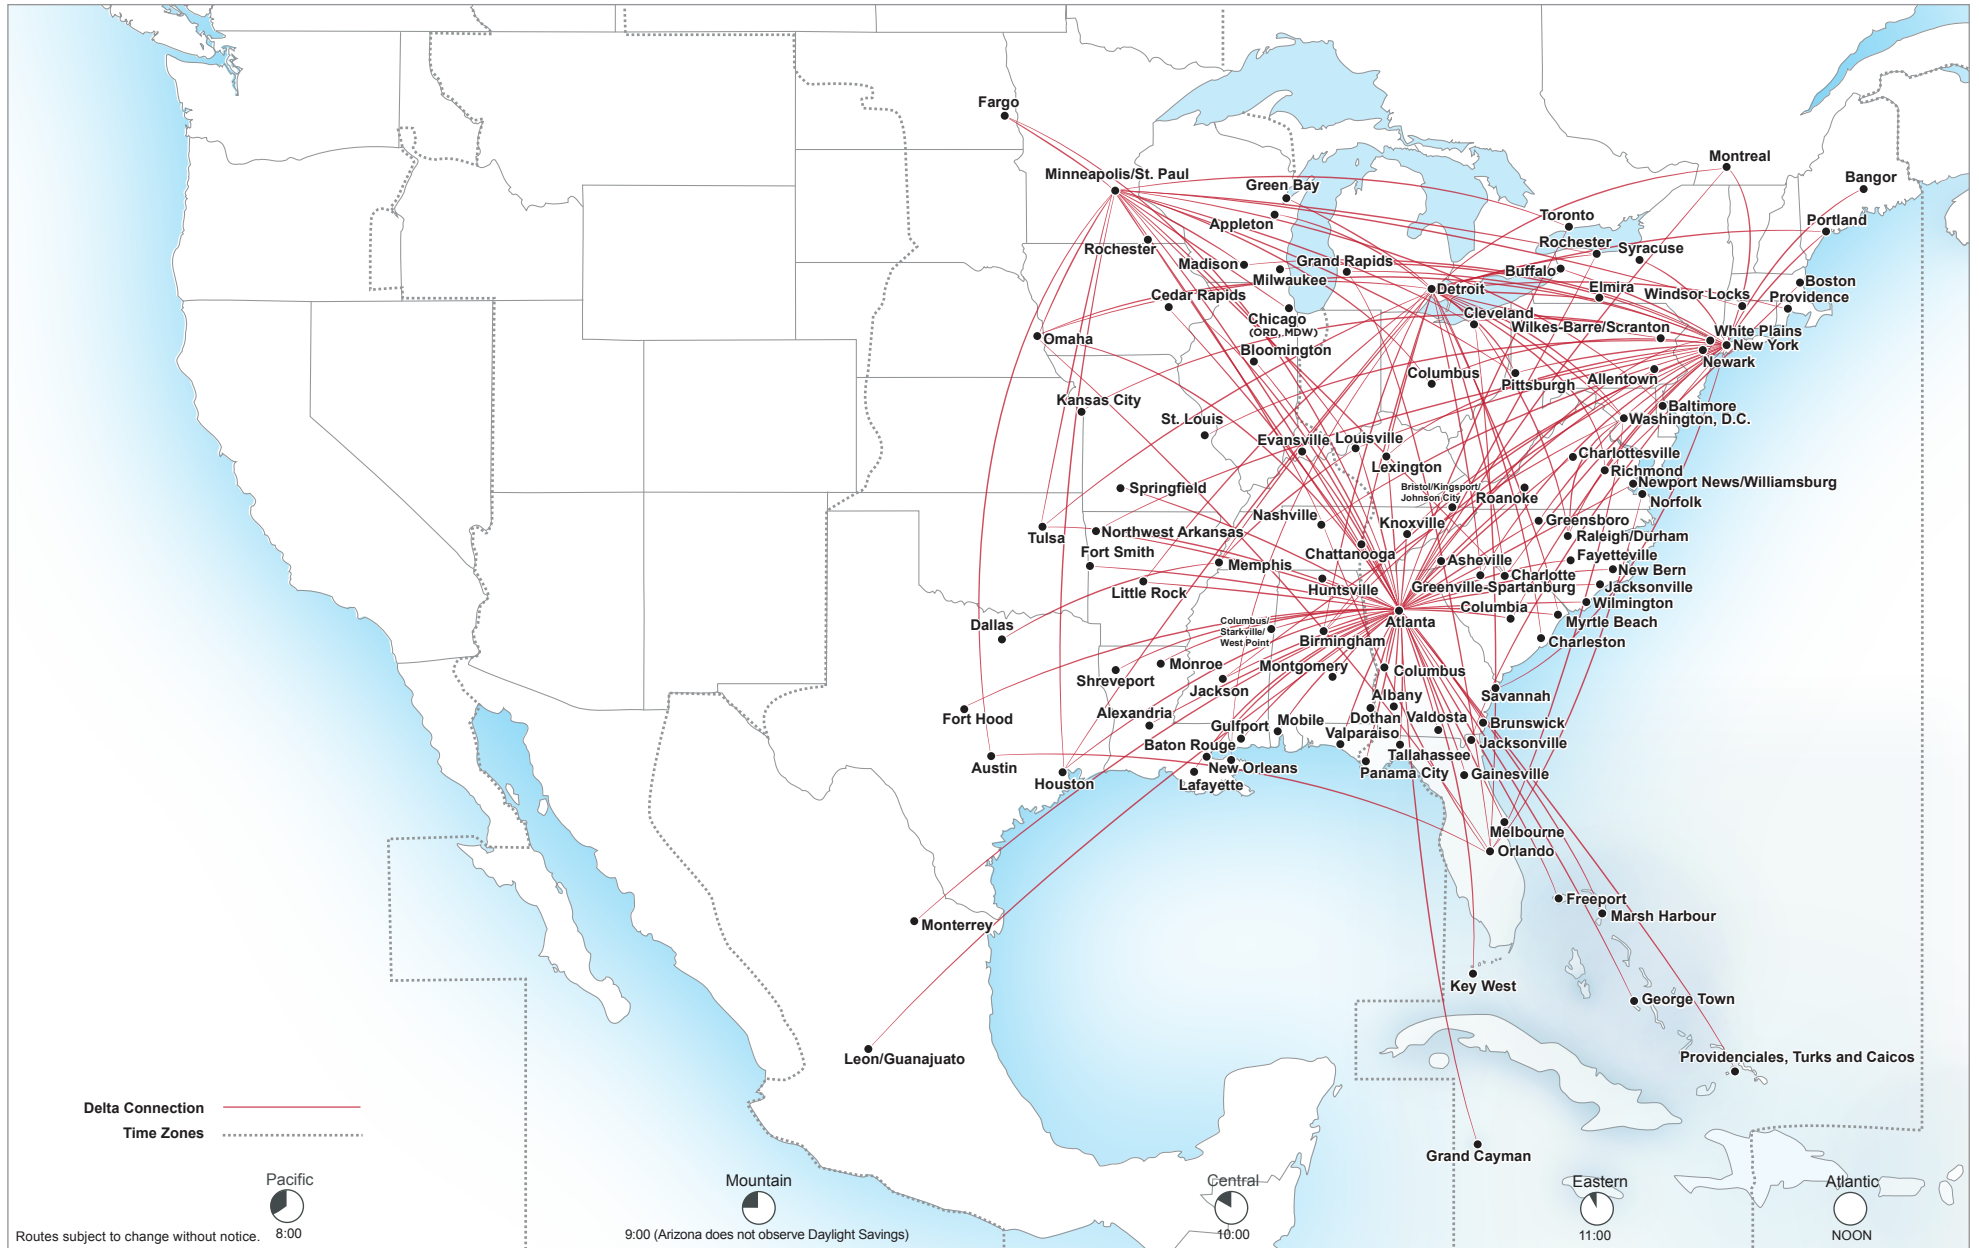 Fargo
Minneapolis/St. Paul
Montreal
Bangor
Green Bay
Appleton
Toronto
Portland
Rochester
Rochester
Syracuse
Madison
Grand Rapids
Buffalo
Milwaukee
Detroit
Elmira
Windsor Locks
Boston
Providence
Cedar Rapids
Chicago
(ORD, MDW)
Cleveland
Wilkes-Barre/Scranton
White Plains
New York
Newark
Omaha
Bloomington
Columbus
Pittsburgh
Allentown
Kansas City
Baltimore
Washington, D.C.
St. Louis
Evansville
Louisville
Lexington
Charlottesville
Richmond
Newport News/Williamsburg
Norfolk
Springfield
Bristol/Kingsport/
Johnson City
Roanoke
Nashville
Knoxville
Greensboro
Raleigh/Durham
Tulsa
Northwest Arkansas
Fort Smith
Chattanooga
Asheville
Fayetteville
New Bern
Memphis
Charlotte
Greenville-Spartanburg
Jacksonville
Little Rock
Huntsville
Columbia
Wilmington
Dallas
Columbus/
Starkville/
West Point
Atlanta
Myrtle Beach
Birmingham
Charleston
Monroe
Shreveport
Montgomery
Columbus
Jackson
Albany
Savannah
Fort Hood
Alexandria
Gulfport
Mobile
Dothan
Valdosta
Brunswick
Valparaiso
Baton Rouge
Tallahassee
Jacksonville
Austin
New Orleans
Panama City
Gainesville
Houston
Lafayette
Melbourne
Orlando
Freeport
Marsh Harbour
Monterrey
Key West
George Town
Leon/Guanajuato
Providenciales, Turks and Caicos
Delta Connection
Time Zones
Grand Cayman
Pacific
8:00
Mountain
9:00 (Arizona does not observe Daylight Savings)
Central
10:00
Eastern
11:00
Atlantic
NOON
Routes subject to change without notice.